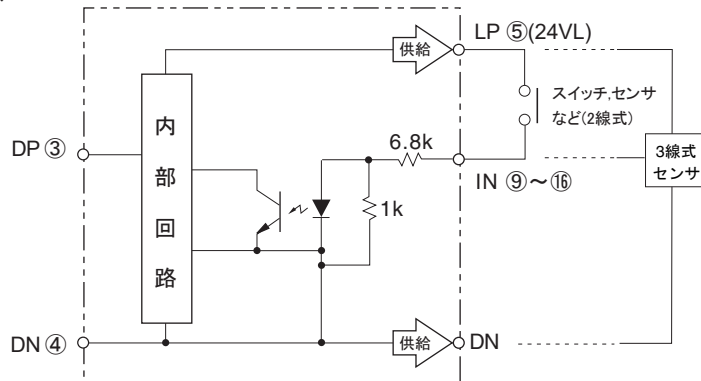 供給
LP ⑤(24VL)
スイッチ,センサ
など(2線式)
内部回路
DP ③
6.8k
3線式
センサ
IN ⑨～⑯
1k
DN ④
供給
DN